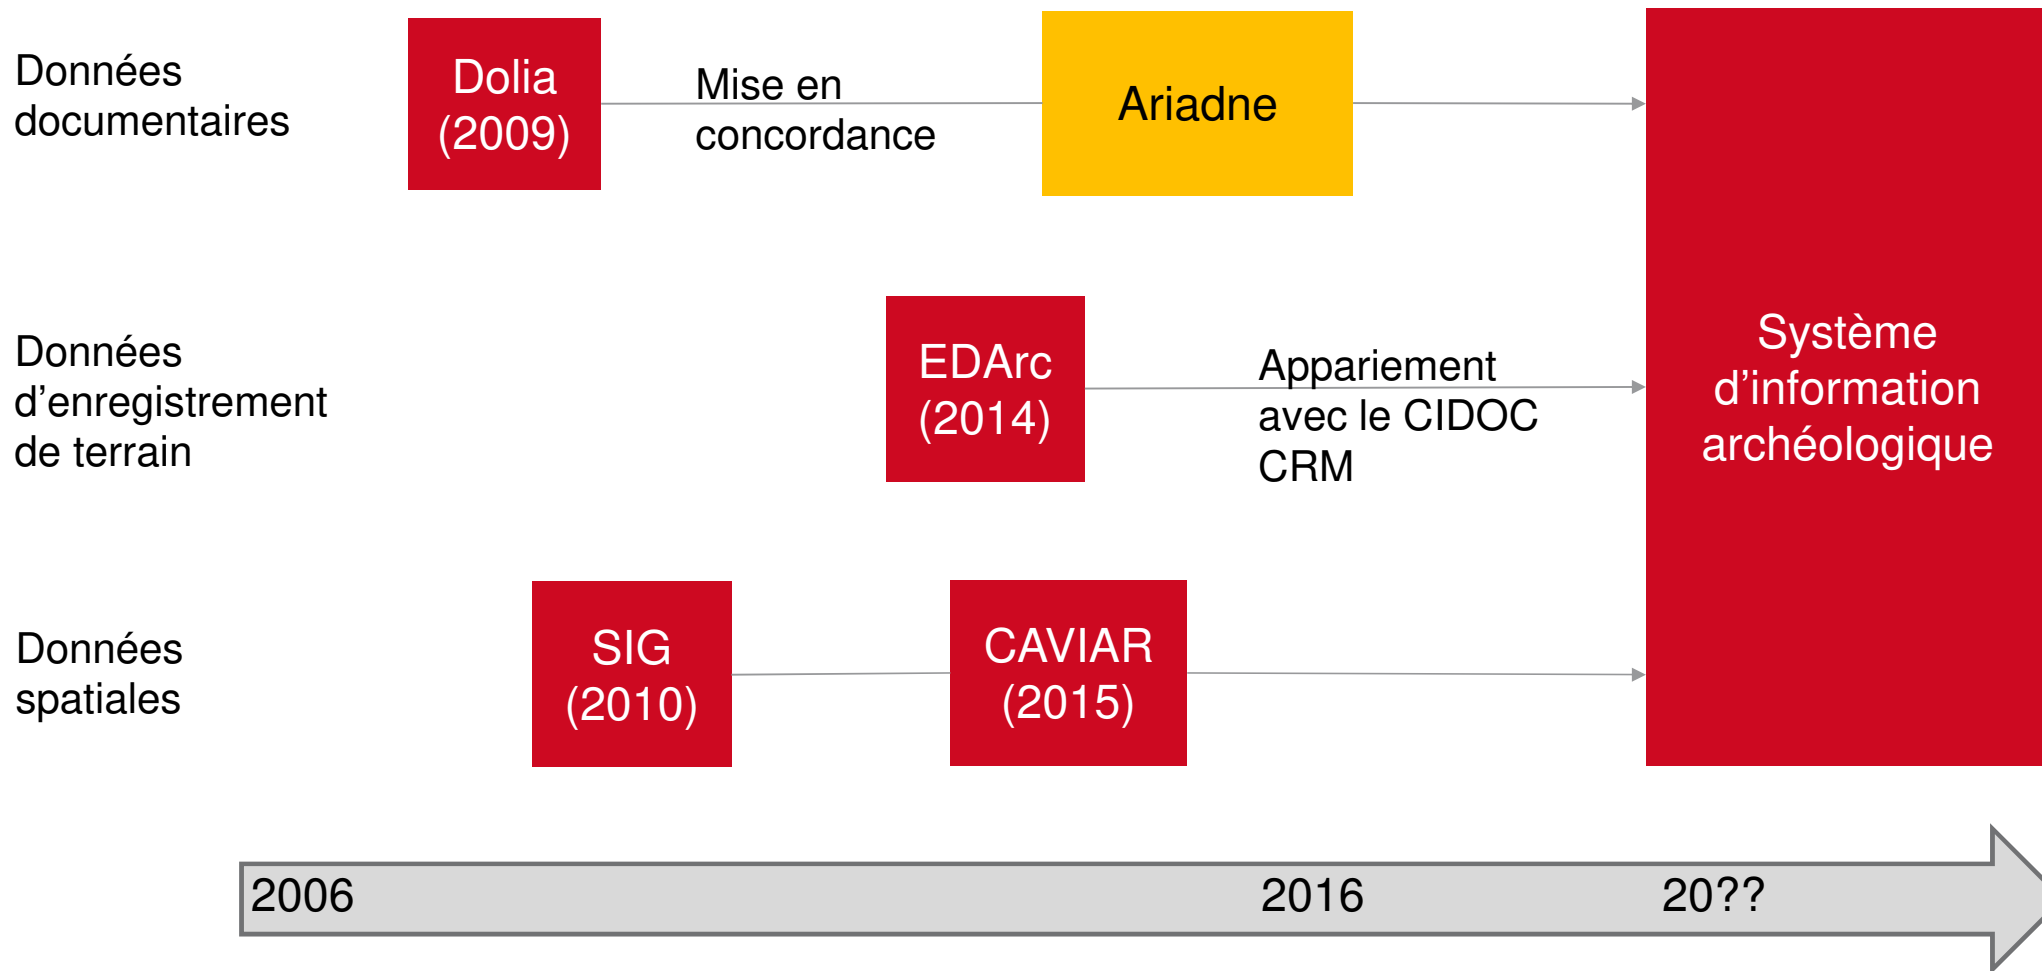 Données
documentaires
Dolia
(2009)
Mise en
concordance
Ariadne
Données
d’enregistrement
de terrain
EDArc
(2014)
Appariement
avec le CIDOC
CRM
Système
d’information
archéologique
Données
spatiales
SIG
(2010)
CAVIAR
(2015)
2006
2016
20??